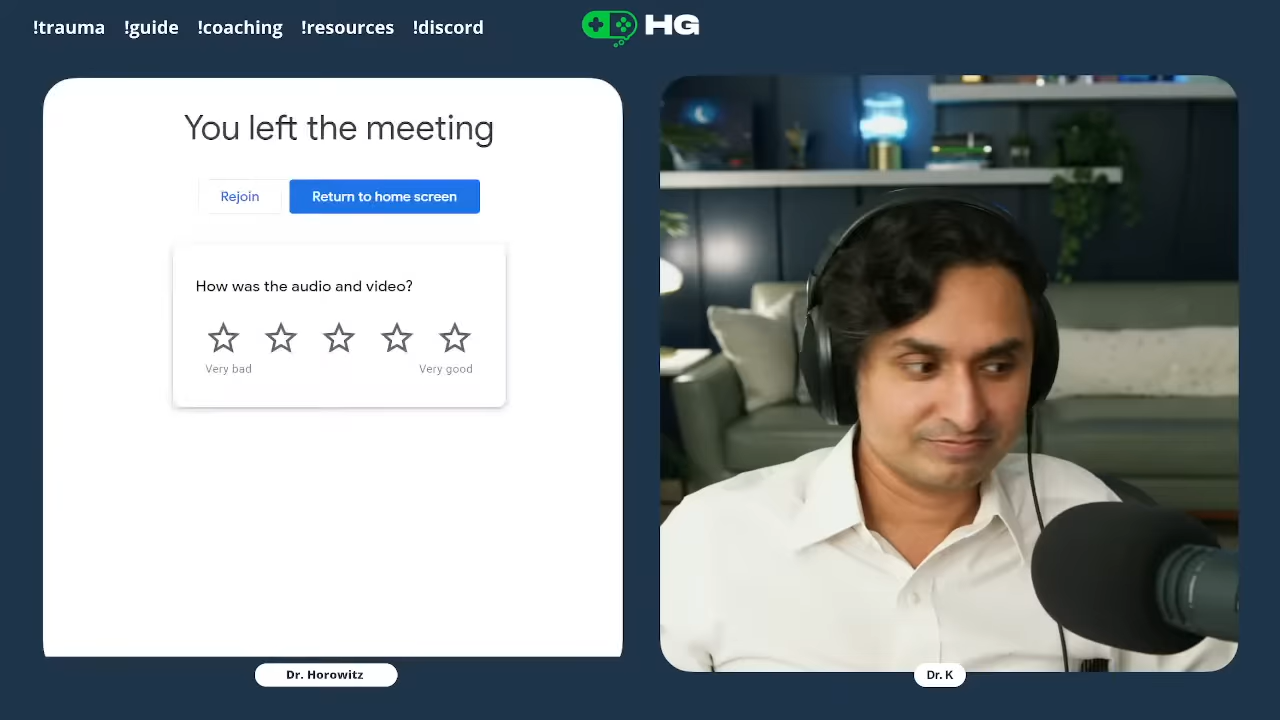 !trauma !guide !coaching !resources !discord
HG
You left the meeting
Rejoin
Return to home screen
How was the audio and video?
Very bad
Very good
Dr. Horowitz
Dr. K